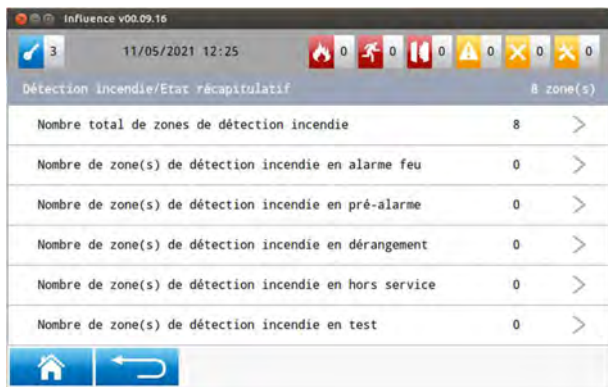 Influence v00.09.16
3 11/05/2021 12:25 0 0 0 0 0 0
Détection incendie/Etat récapitulatif 8 zone(s)
Nombre total de zones de détection incendie 8
Nombre de zone(s) de détection incendie en alarme feu 0
Nombre de zone(s) de détection incendie en pré-alarme 0
Nombre de zone(s) de détection incendie en dérangement 0
Nombre de zone(s) de détection incendie en hors service 0
Nombre de zone(s) de détection incendie en test 0